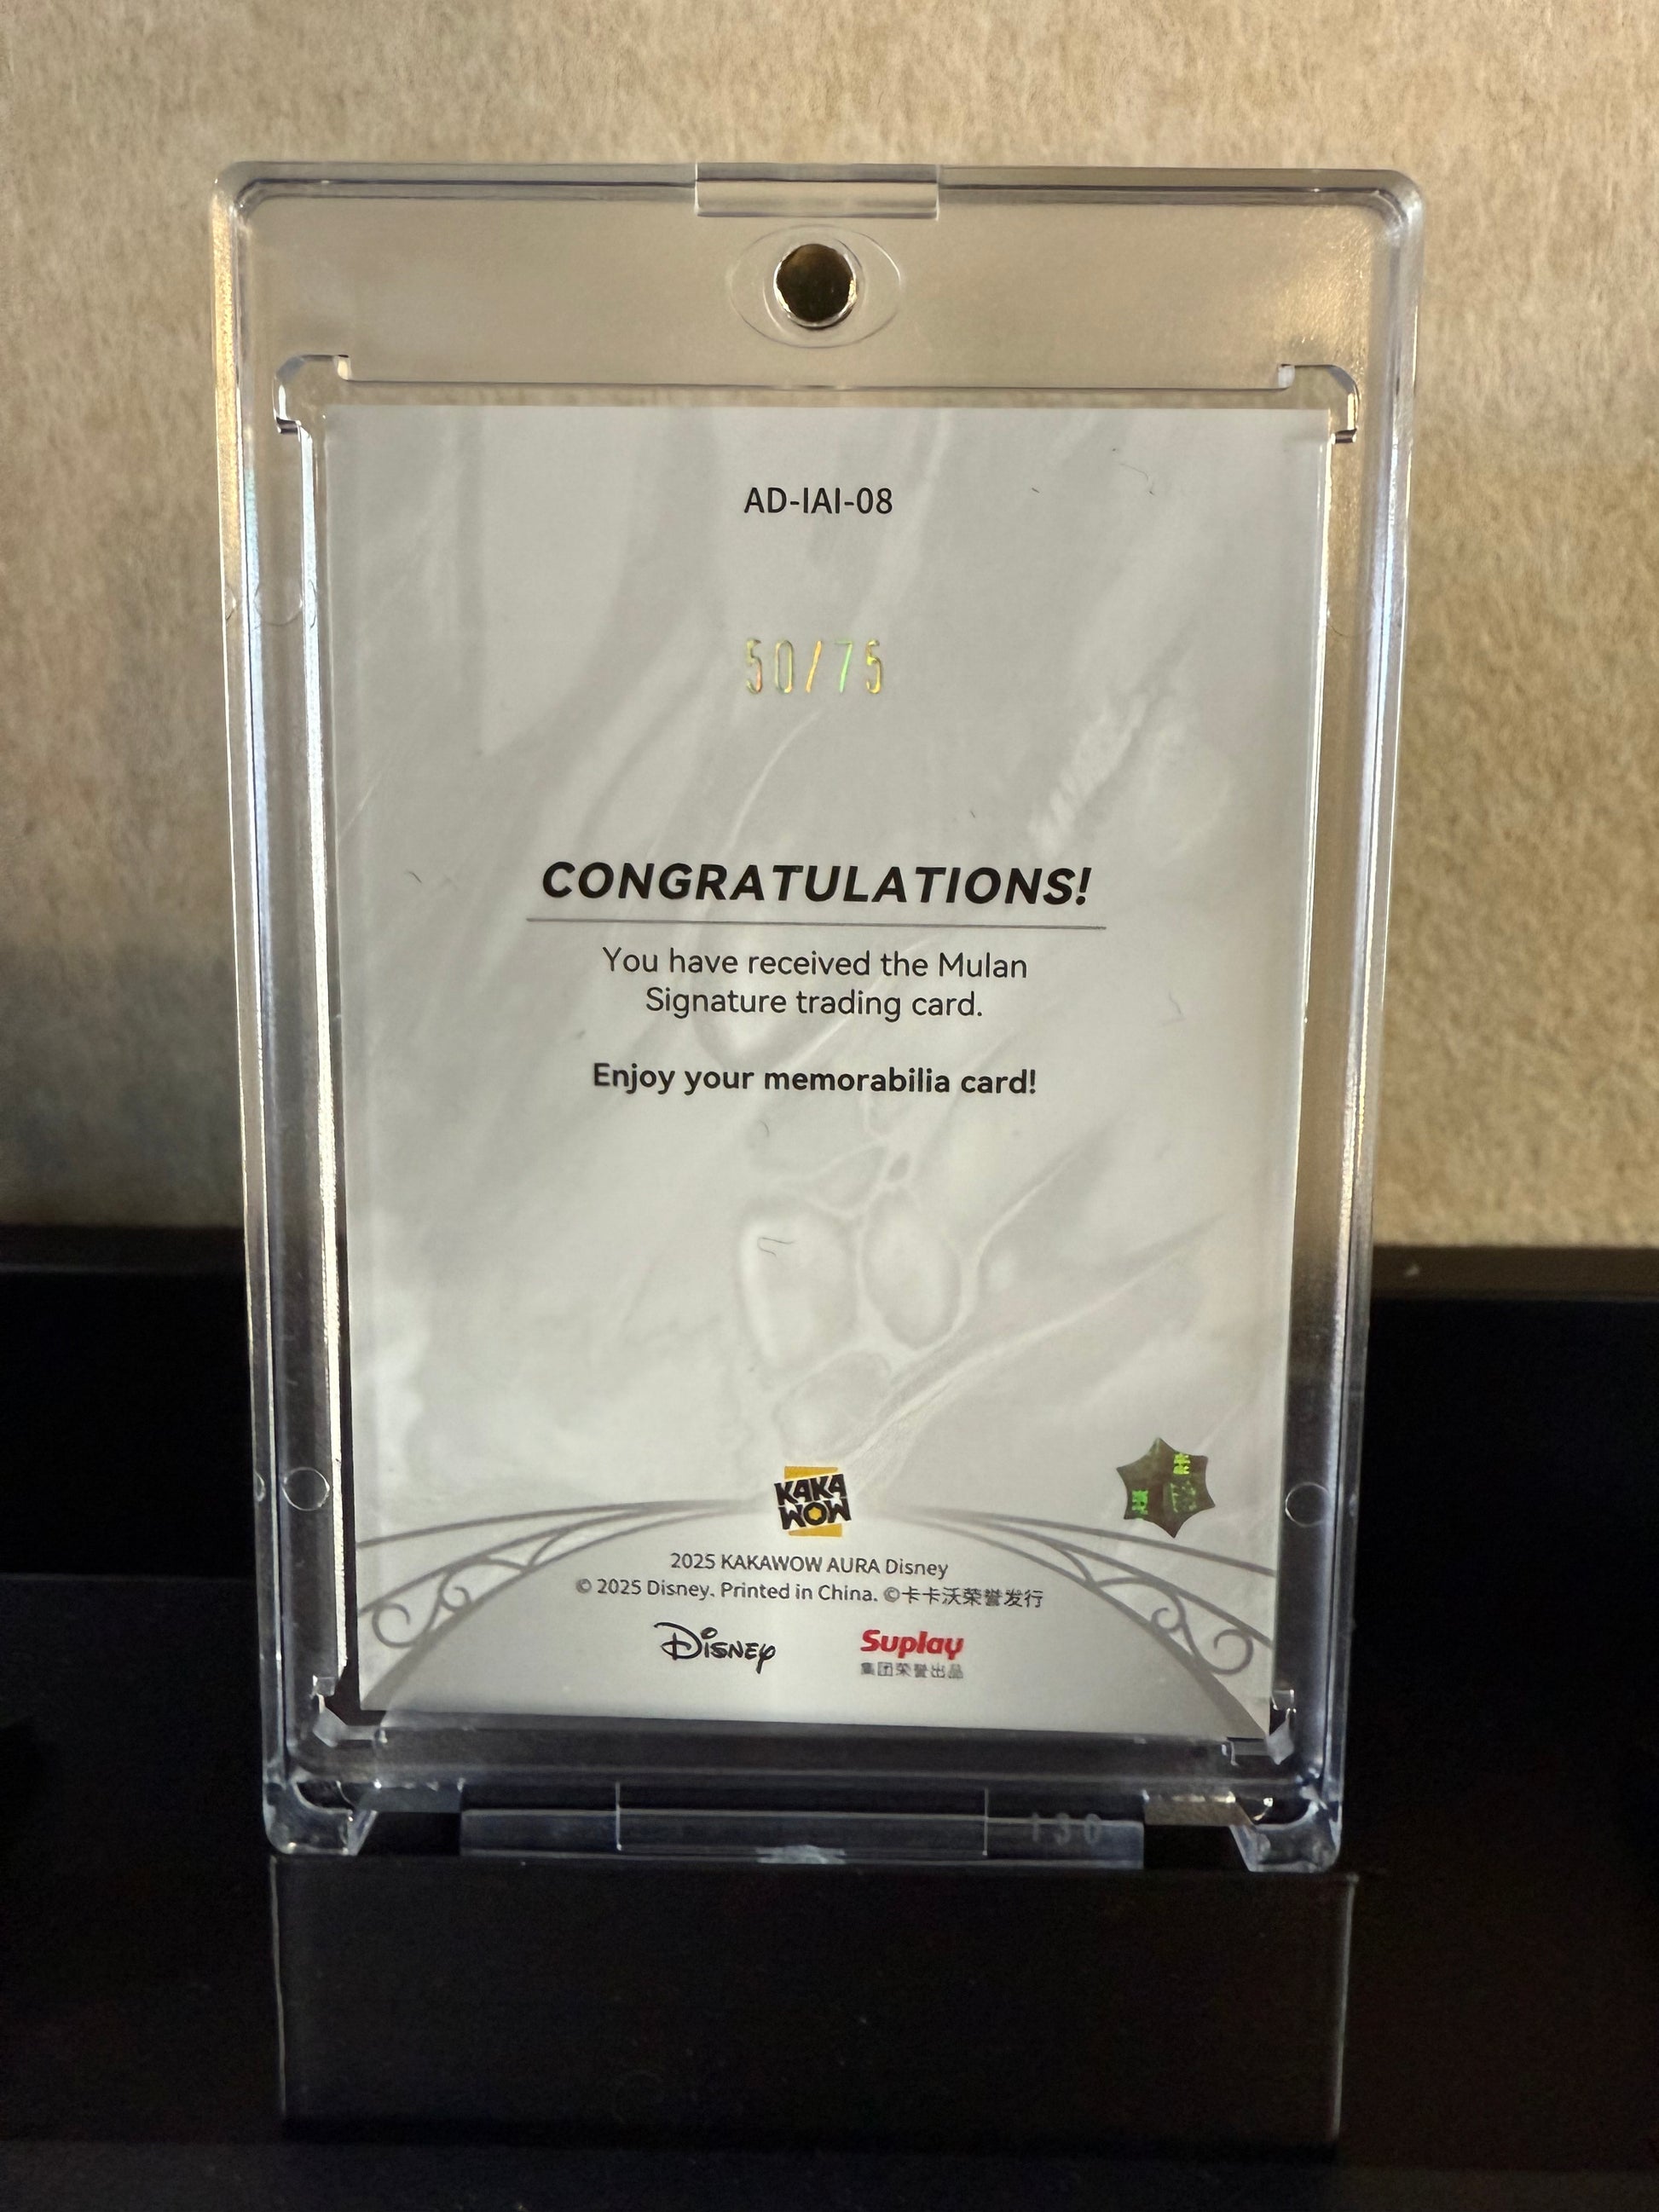 AD-IAI-08
50/75
CONGRATULATIONS!
You have received the Mulan
Signature trading card.
Enjoy your memorabilia card!
KAKA
WOW
2025 KAKAWOW AURA Disney
© 2025 Disney. Printed in China. ©卡卡沃荣誉发行
Disney Suplay
集团荣誉出品
130